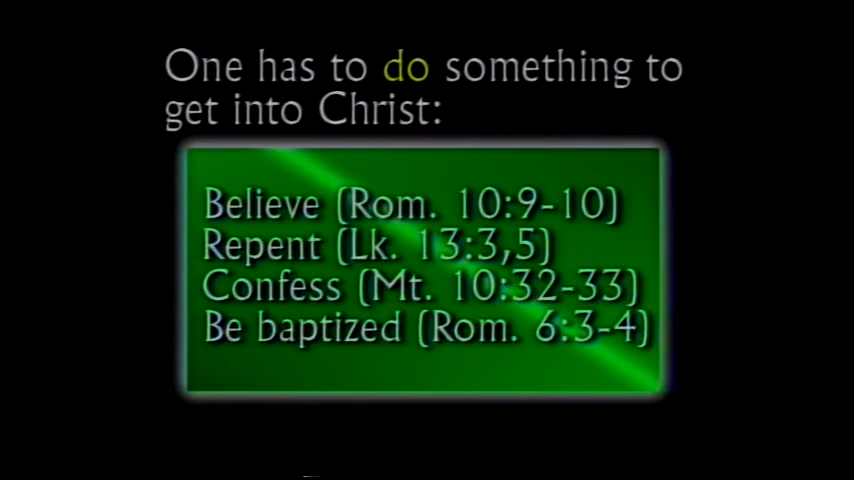 One has to do something to
get into Christ:
Believe (Rom. 10:9-10)
Repent (Lk. 13:3,5)
Confess (Mt. 10:32-33)
Be baptized (Rom. 6:3-4)